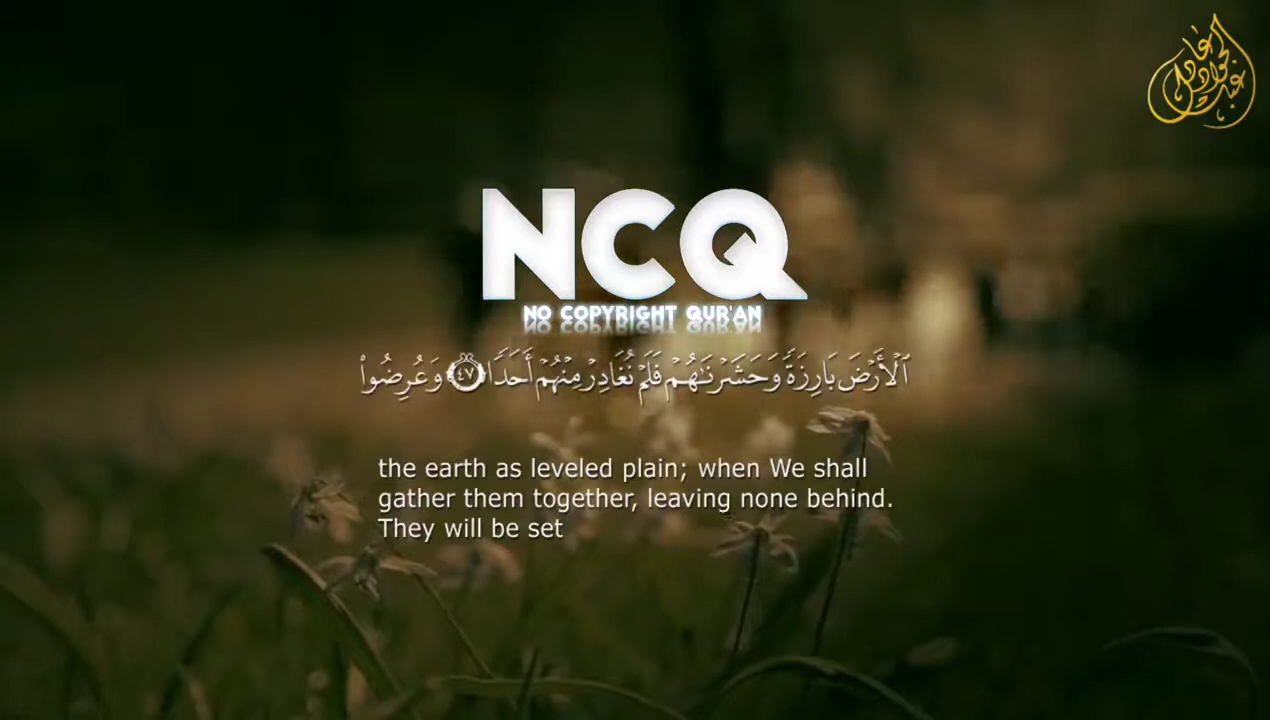 NCQ
NO COPYRIGHT QUR'AN
ٱلْأَرْضَ بَارِزَةً وَحَشَرْنَٰهُمْ فَلَمْ نُغَادِرْ مِنْهُمْ أَحَدًا ٤٧ وَعُرِضُوا۟
the earth as leveled plain; when We shall
gather them together, leaving none behind.
They will be set